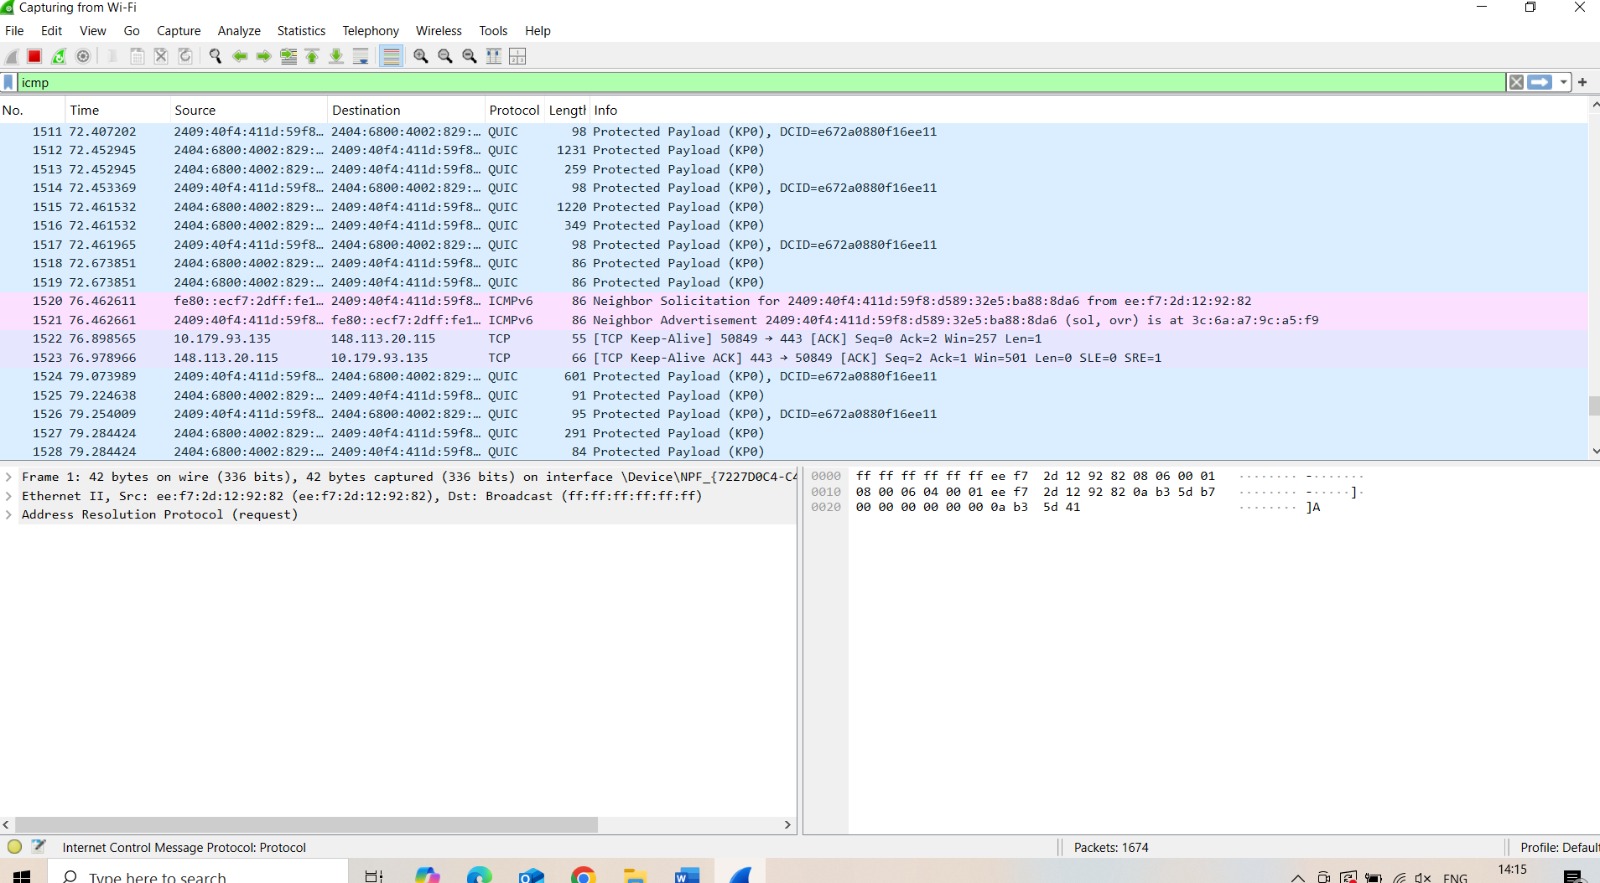 Capturing from Wi-Fi
File Edit View Go Capture Analyze Statistics Telephony Wireless Tools Help
icmp
No. Time Source Destination Protocol Length Info
1511 72.407202 2409:40f4:411d:59f8… 2404:6800:4002:829:… QUIC 98 Protected Payload (KP0), DCID=e672a0880f16ee11
1512 72.452945 2404:6800:4002:829:… 2409:40f4:411d:59f8… QUIC 1231 Protected Payload (KP0)
1513 72.452945 2404:6800:4002:829:… 2409:40f4:411d:59f8… QUIC 259 Protected Payload (KP0)
1514 72.453369 2409:40f4:411d:59f8… 2404:6800:4002:829:… QUIC 98 Protected Payload (KP0), DCID=e672a0880f16ee11
1515 72.461532 2404:6800:4002:829:… 2409:40f4:411d:59f8… QUIC 1220 Protected Payload (KP0)
1516 72.461532 2404:6800:4002:829:… 2409:40f4:411d:59f8… QUIC 349 Protected Payload (KP0)
1517 72.461965 2409:40f4:411d:59f8… 2404:6800:4002:829:… QUIC 98 Protected Payload (KP0), DCID=e672a0880f16ee11
1518 72.673851 2404:6800:4002:829:… 2409:40f4:411d:59f8… QUIC 86 Protected Payload (KP0)
1519 72.673851 2404:6800:4002:829:… 2409:40f4:411d:59f8… QUIC 86 Protected Payload (KP0)
1520 76.462611 fe80::ecf7:2dff:fe1… 2409:40f4:411d:59f8… ICMPv6 86 Neighbor Solicitation for 2409:40f4:411d:59f8:d589:32e5:ba88:8da6 from ee:f7:2d:12:92:82
1521 76.462661 2409:40f4:411d:59f8… fe80::ecf7:2dff:fe1… ICMPv6 86 Neighbor Advertisement 2409:40f4:411d:59f8:d589:32e5:ba88:8da6 (sol, ovr) is at 3c:6a:a7:9c:a5:f9
1522 76.898565 10.179.93.135 148.113.20.115 TCP 55 [TCP Keep-Alive] 50849 → 443 [ACK] Seq=0 Ack=2 Win=257 Len=1
1523 76.978966 148.113.20.115 10.179.93.135 TCP 66 [TCP Keep-Alive ACK] 443 → 50849 [ACK] Seq=2 Ack=1 Win=501 Len=0 SLE=0 SRE=1
1524 79.073989 2409:40f4:411d:59f8… 2404:6800:4002:829:… QUIC 601 Protected Payload (KP0), DCID=e672a0880f16ee11
1525 79.224638 2404:6800:4002:829:… 2409:40f4:411d:59f8… QUIC 91 Protected Payload (KP0)
1526 79.254009 2409:40f4:411d:59f8… 2404:6800:4002:829:… QUIC 95 Protected Payload (KP0), DCID=e672a0880f16ee11
1527 79.284424 2404:6800:4002:829:… 2409:40f4:411d:59f8… QUIC 291 Protected Payload (KP0)
1528 79.284424 2404:6800:4002:829:… 2409:40f4:411d:59f8… QUIC 84 Protected Payload (KP0)
Frame 1: 42 bytes on wire (336 bits), 42 bytes captured (336 bits) on interface \Device\NPF_{7227D0C4-C4
Ethernet II, Src: ee:f7:2d:12:92:82 (ee:f7:2d:12:92:82), Dst: Broadcast (ff:ff:ff:ff:ff:ff)
Address Resolution Protocol (request)
0000 ff ff ff ff ff ff ee f7 2d 12 92 82 08 06 00 01 ········ -·······
0010 08 00 06 04 00 01 ee f7 2d 12 92 82 0a b3 5d b7 ········ -·····]·
0020 00 00 00 00 00 00 0a b3 5d 41 ········ ]A
Internet Control Message Protocol: Protocol
Packets: 1674
Profile: Default
Type here to search
ENG
14:15